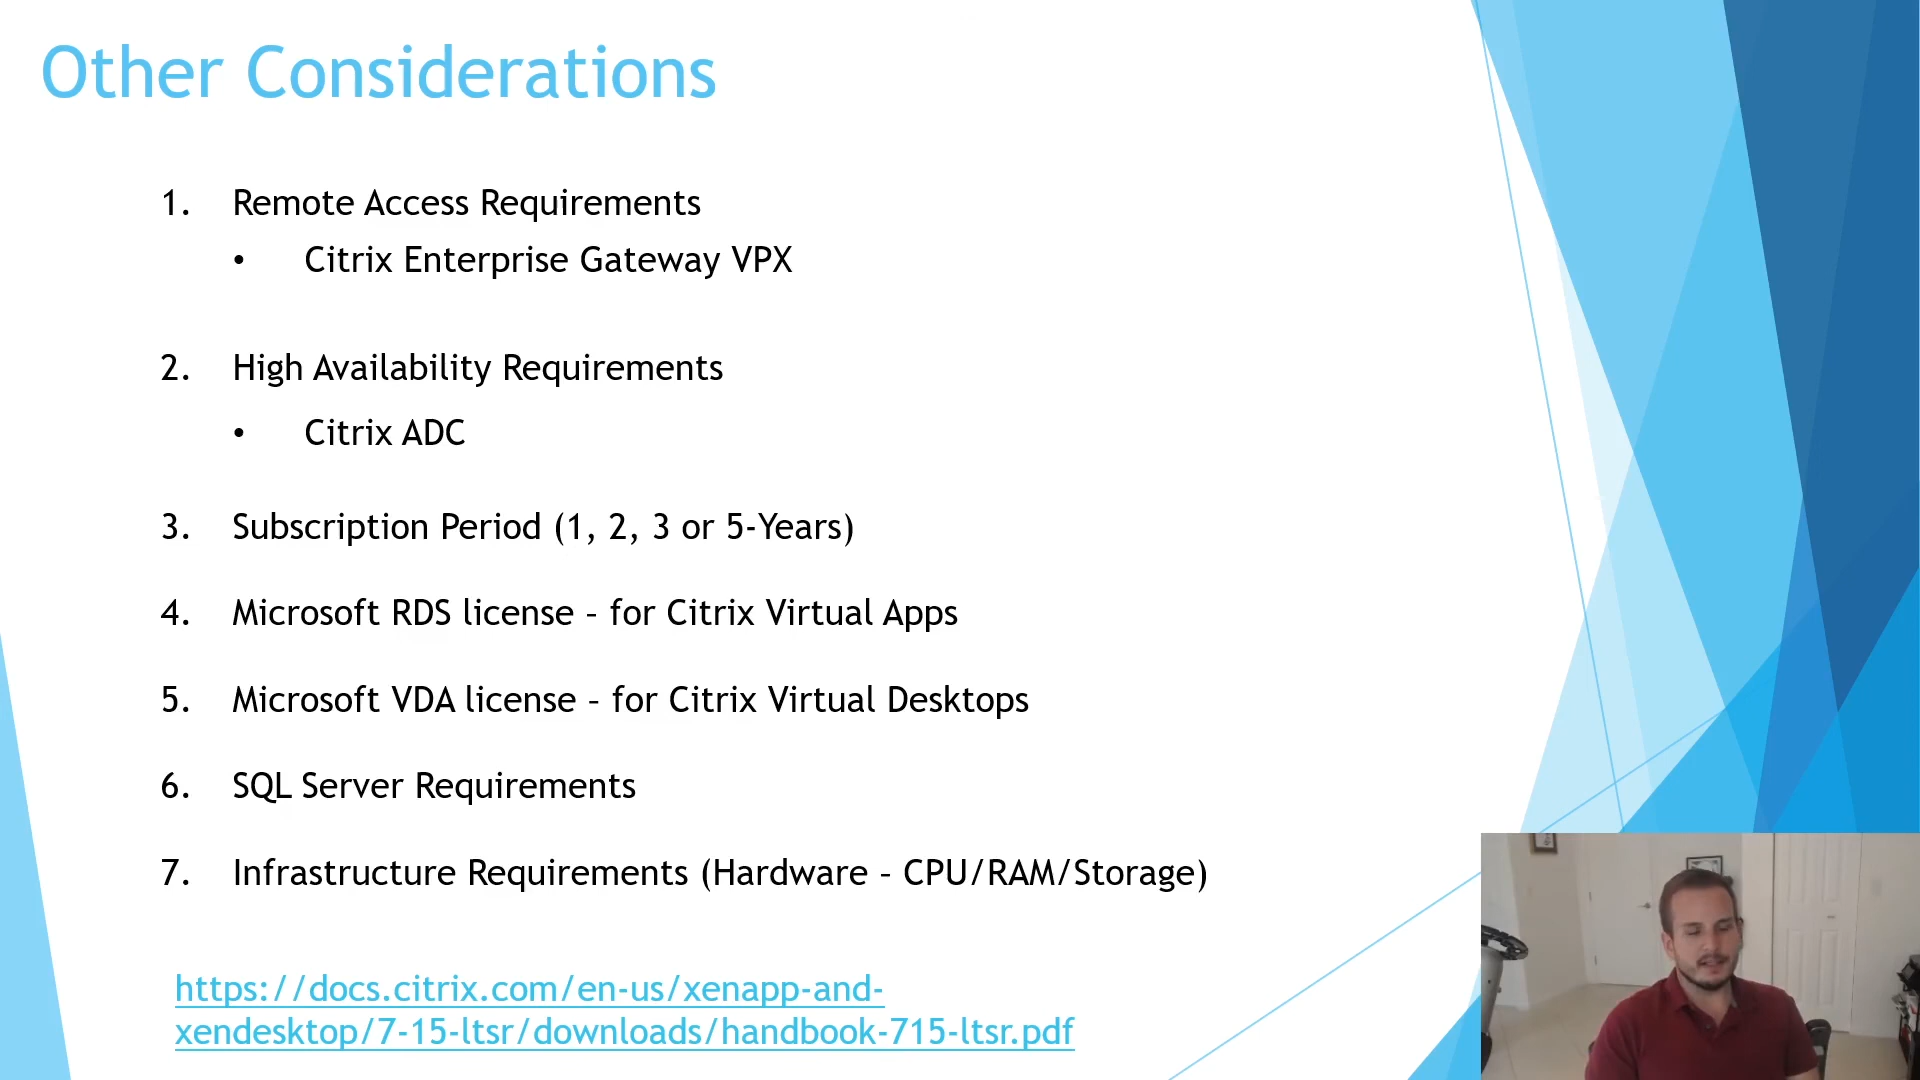 Other Considerations
1. Remote Access Requirements
• Citrix Enterprise Gateway VPX
2. High Availability Requirements
• Citrix ADC
3. Subscription Period (1, 2, 3 or 5-Years)
4. Microsoft RDS license – for Citrix Virtual Apps
5. Microsoft VDA license – for Citrix Virtual Desktops
6. SQL Server Requirements
7. Infrastructure Requirements (Hardware – CPU/RAM/Storage)
https://docs.citrix.com/en-us/xenapp-and-
xendesktop/7-15-ltsr/downloads/handbook-715-ltsr.pdf